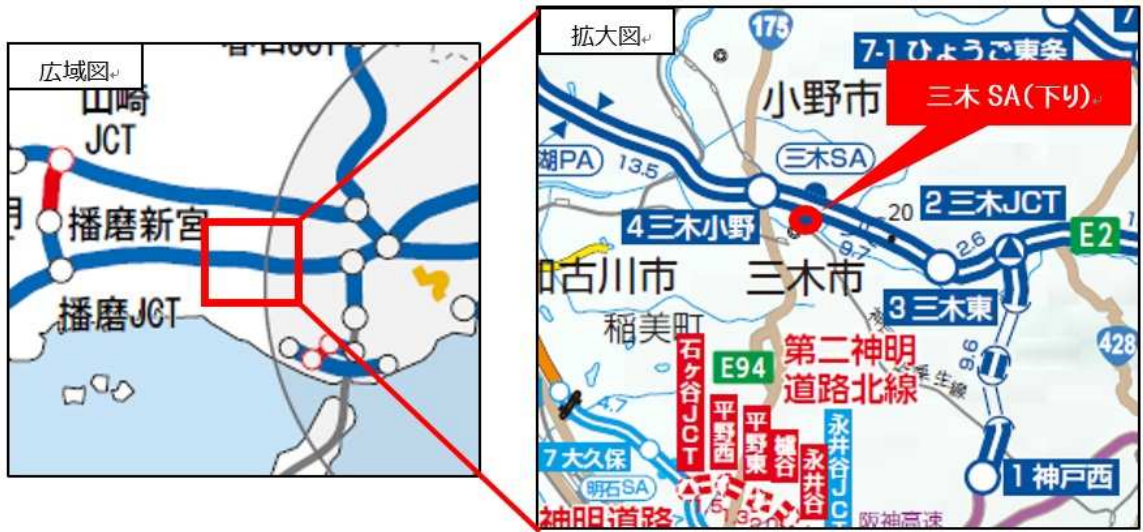 広域図
山崎
JCT
播磨新宮
播磨JCT
拡大図
175
7-1 ひょうご東条
小野市
三木 SA(下り)
湖PA
13.5
三木SA
4 三木小野
20
2 三木JCT
2.6
E2
9.7
三木市
3 三木東
稲美町
428
9.6
第二神明
道路北線
E94
石ヶ谷JCT
平野西
平野東
櫨谷
永井谷
永井谷JCT
4.7
7 大久保
明石SA
1 神戸西
神明道路
阪神高速